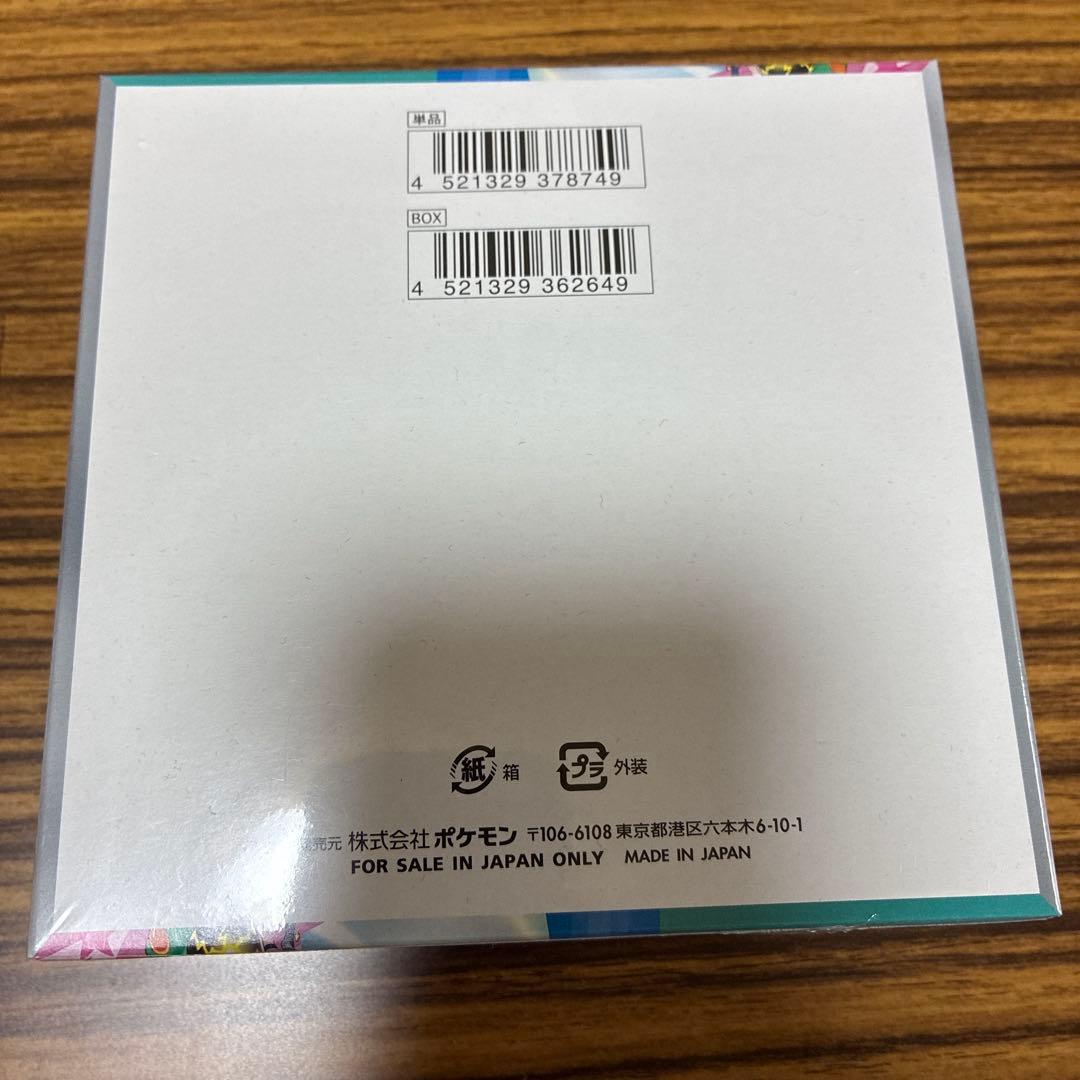 単品
4 521329 378749
BOX
4 521329 362649
紙 箱
プラ 外装
売元 株式会社ポケモン 〒106-6108 東京都港区六本木6-10-1
FOR SALE IN JAPAN ONLY MADE IN JAPAN